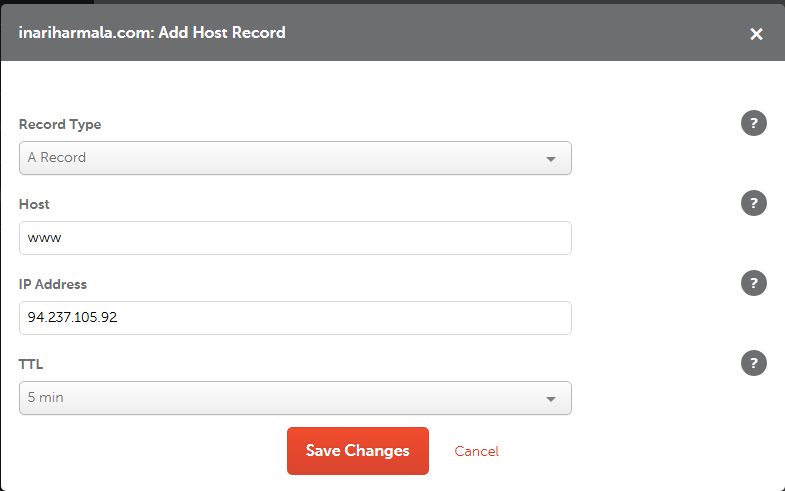 inariharmala.com: Add Host Record
×
Record Type
?
A Record
Host
?
www
IP Address
?
94.237.105.92
TTL
?
5 min
Save Changes
Cancel